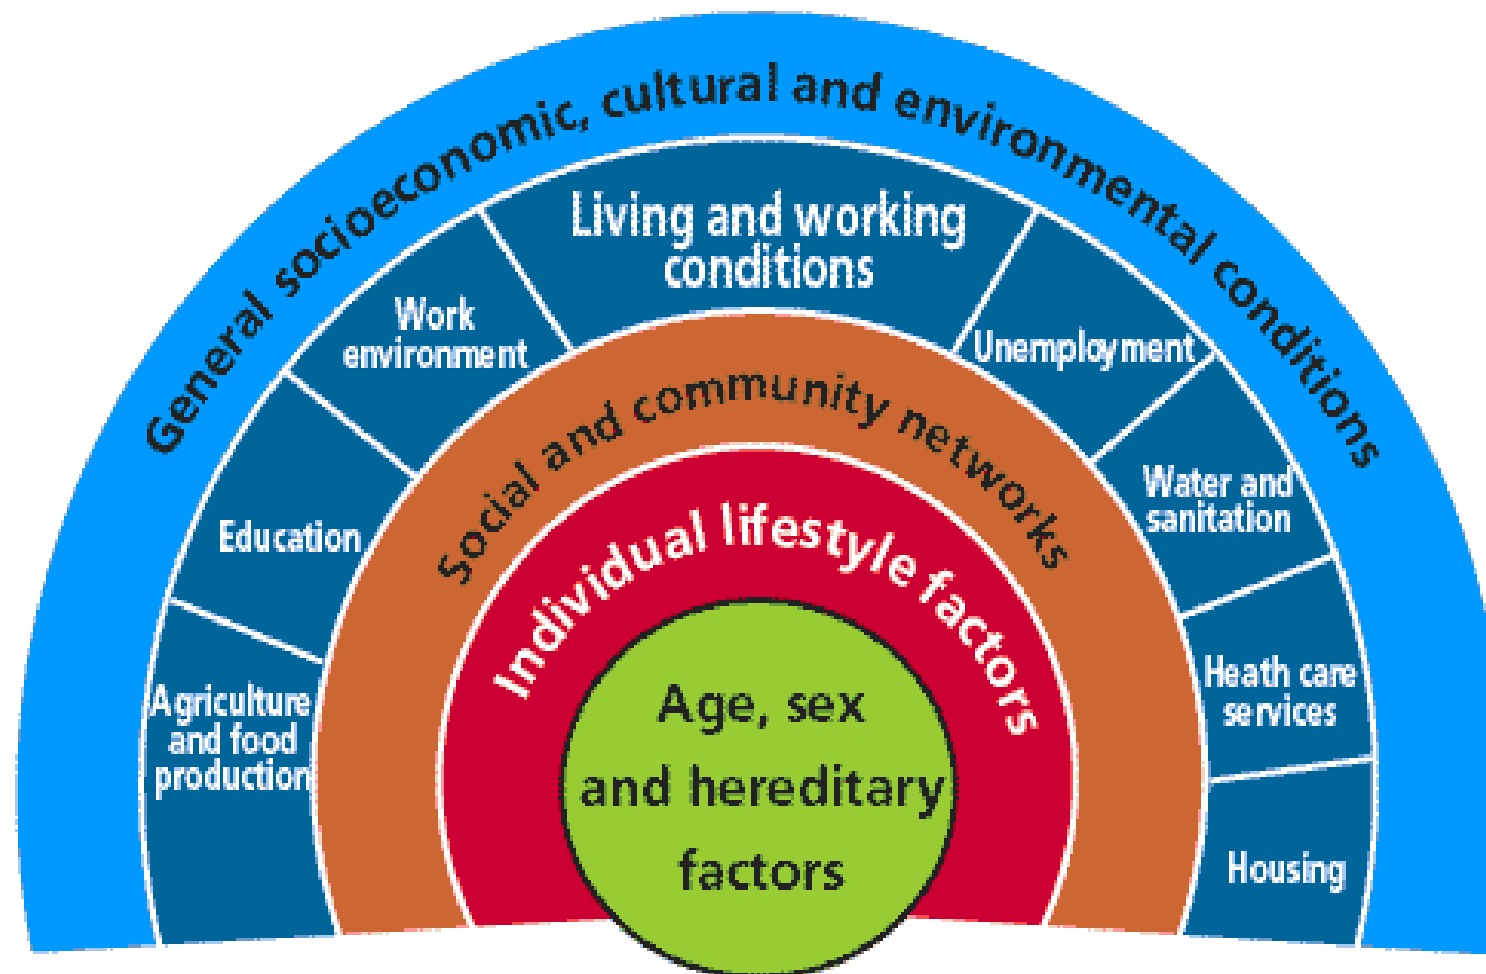 General socioeconomic, cultural and environmental conditions
Living and working
conditions
Work
environment
Unemployment
Education
Water and
sanitation
Agriculture
and food
production
Heath care
services
Housing
Social and community networks
Individual lifestyle factors
Age, sex
and hereditary
factors